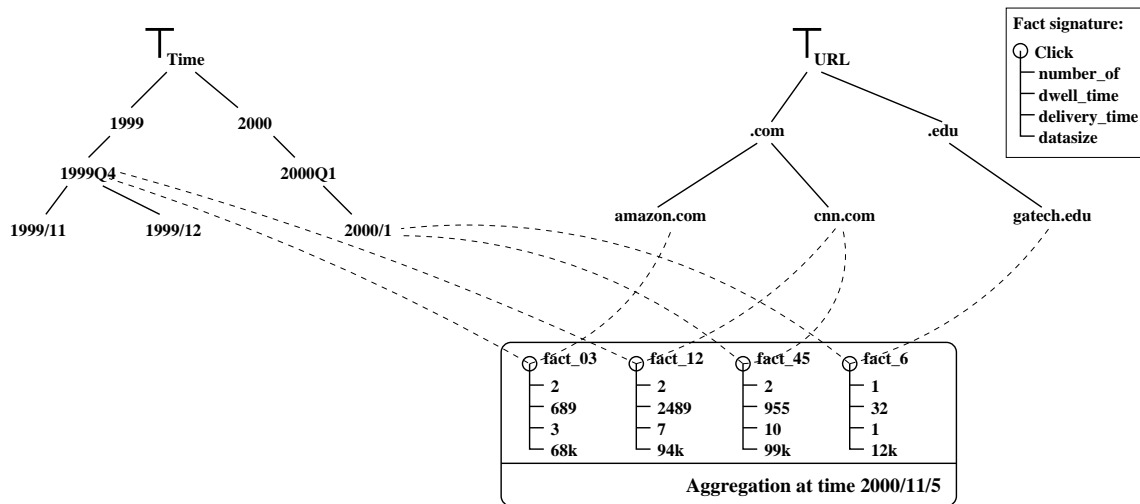 ⊤Time
1999
2000
1999Q4
2000Q1
1999/11
1999/12
2000/1
⊤URL
.com
.edu
amazon.com
cnn.com
gatech.edu
Fact signature:
Click
number_of
dwell_time
delivery_time
datasize
fact_03
2
689
3
68k
fact_12
2
2489
7
94k
fact_45
2
955
10
99k
fact_6
1
32
1
12k
Aggregation at time 2000/11/5